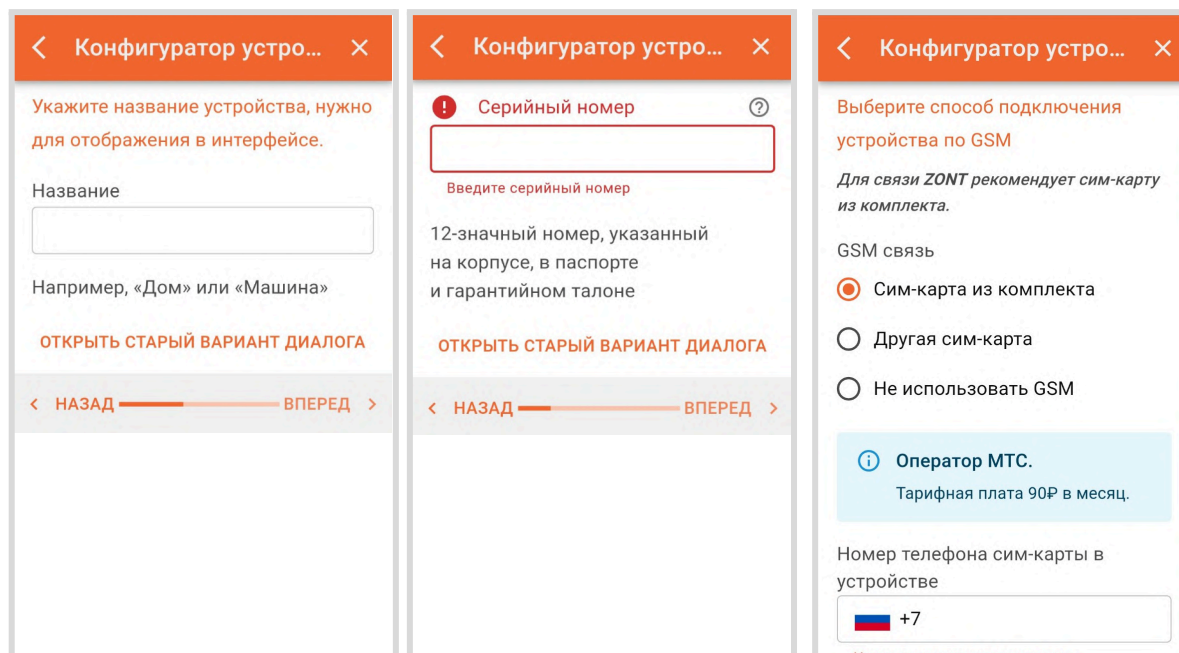 Конфигуратор устро...
Укажите название устройства, нужно
для отображения в интерфейсе.
Название
Например, «Дом» или «Машина»
ОТКРЫТЬ СТАРЫЙ ВАРИАНТ ДИАЛОГА
НАЗАД
ВПЕРЕД
Конфигуратор устро...
Серийный номер
Введите серийный номер
12-значный номер, указанный
на корпусе, в паспорте
и гарантийном талоне
ОТКРЫТЬ СТАРЫЙ ВАРИАНТ ДИАЛОГА
НАЗАД
ВПЕРЕД
Конфигуратор устро...
Выберите способ подключения
устройства по GSM
Для связи ZONT рекомендует сим-карту
из комплекта.
GSM связь
Сим-карта из комплекта
Другая сим-карта
Не использовать GSM
Оператор МТС.
Тарифная плата 90₽ в месяц.
Номер телефона сим-карты в
устройстве
+7